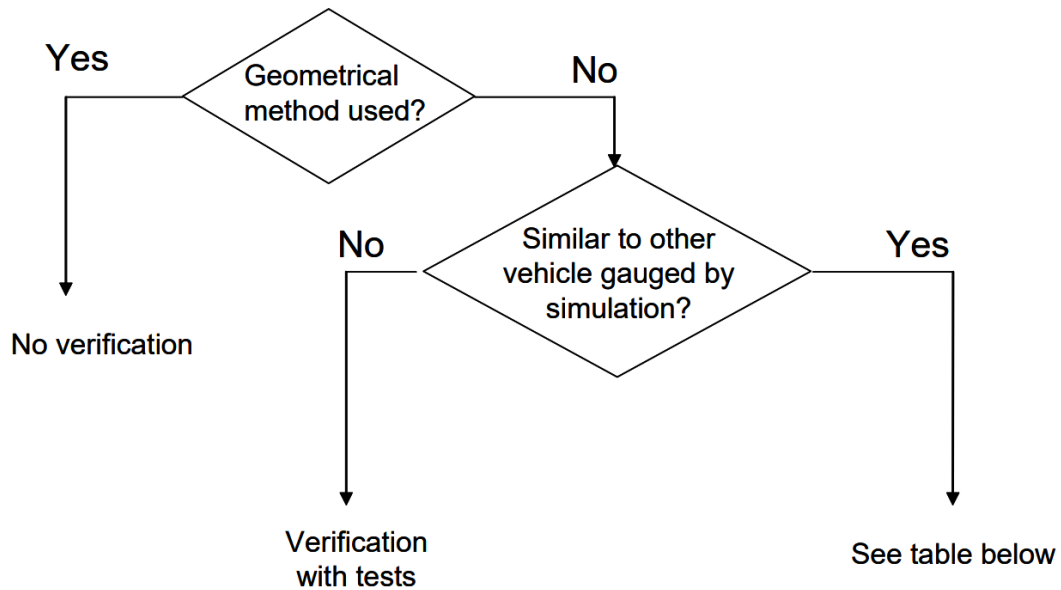 Yes
Geometrical
method used?
No
No
Similar to other
vehicle gauged by
simulation?
Yes
No verification
Verification
with tests
See table below